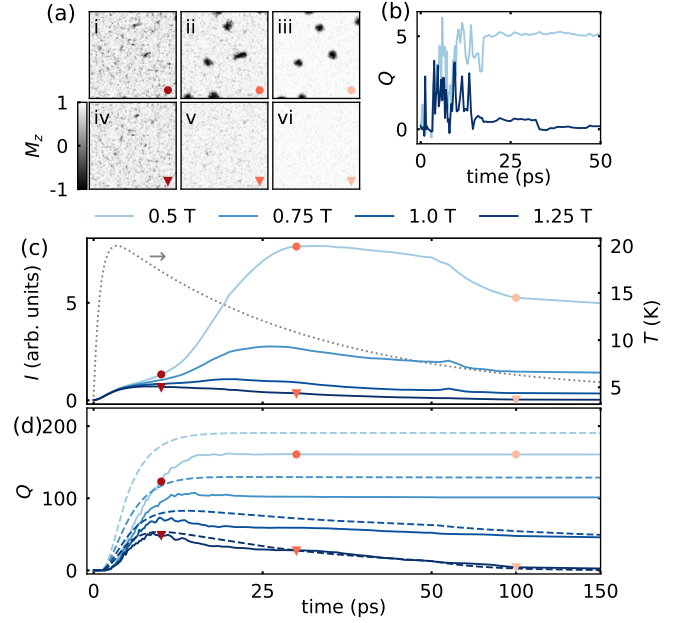 (a)
i
ii
iii
iv
v
vi
1
0
-1
M_z
(b)
Q
5
0
0
25
50
time (ps)
0.5 T
0.75 T
1.0 T
1.25 T
(c)
I (arb. units)
5
0
→
20
15
10
5
T (K)
(d)
Q
200
100
0
0
25
50
100
150
time (ps)